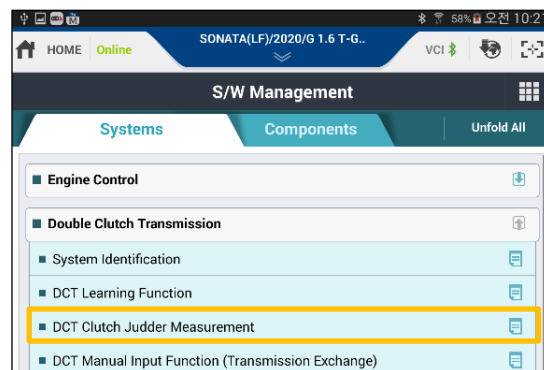 58% 오전 10:27
HOME Online SONATA(LF)/2020/G 1.6 T-G.. VCI
S/W Management
Systems Components Unfold All
Engine Control
Double Clutch Transmission
System Identification
DCT Learning Function
DCT Clutch Judder Measurement
DCT Manual Input Function (Transmission Exchange)